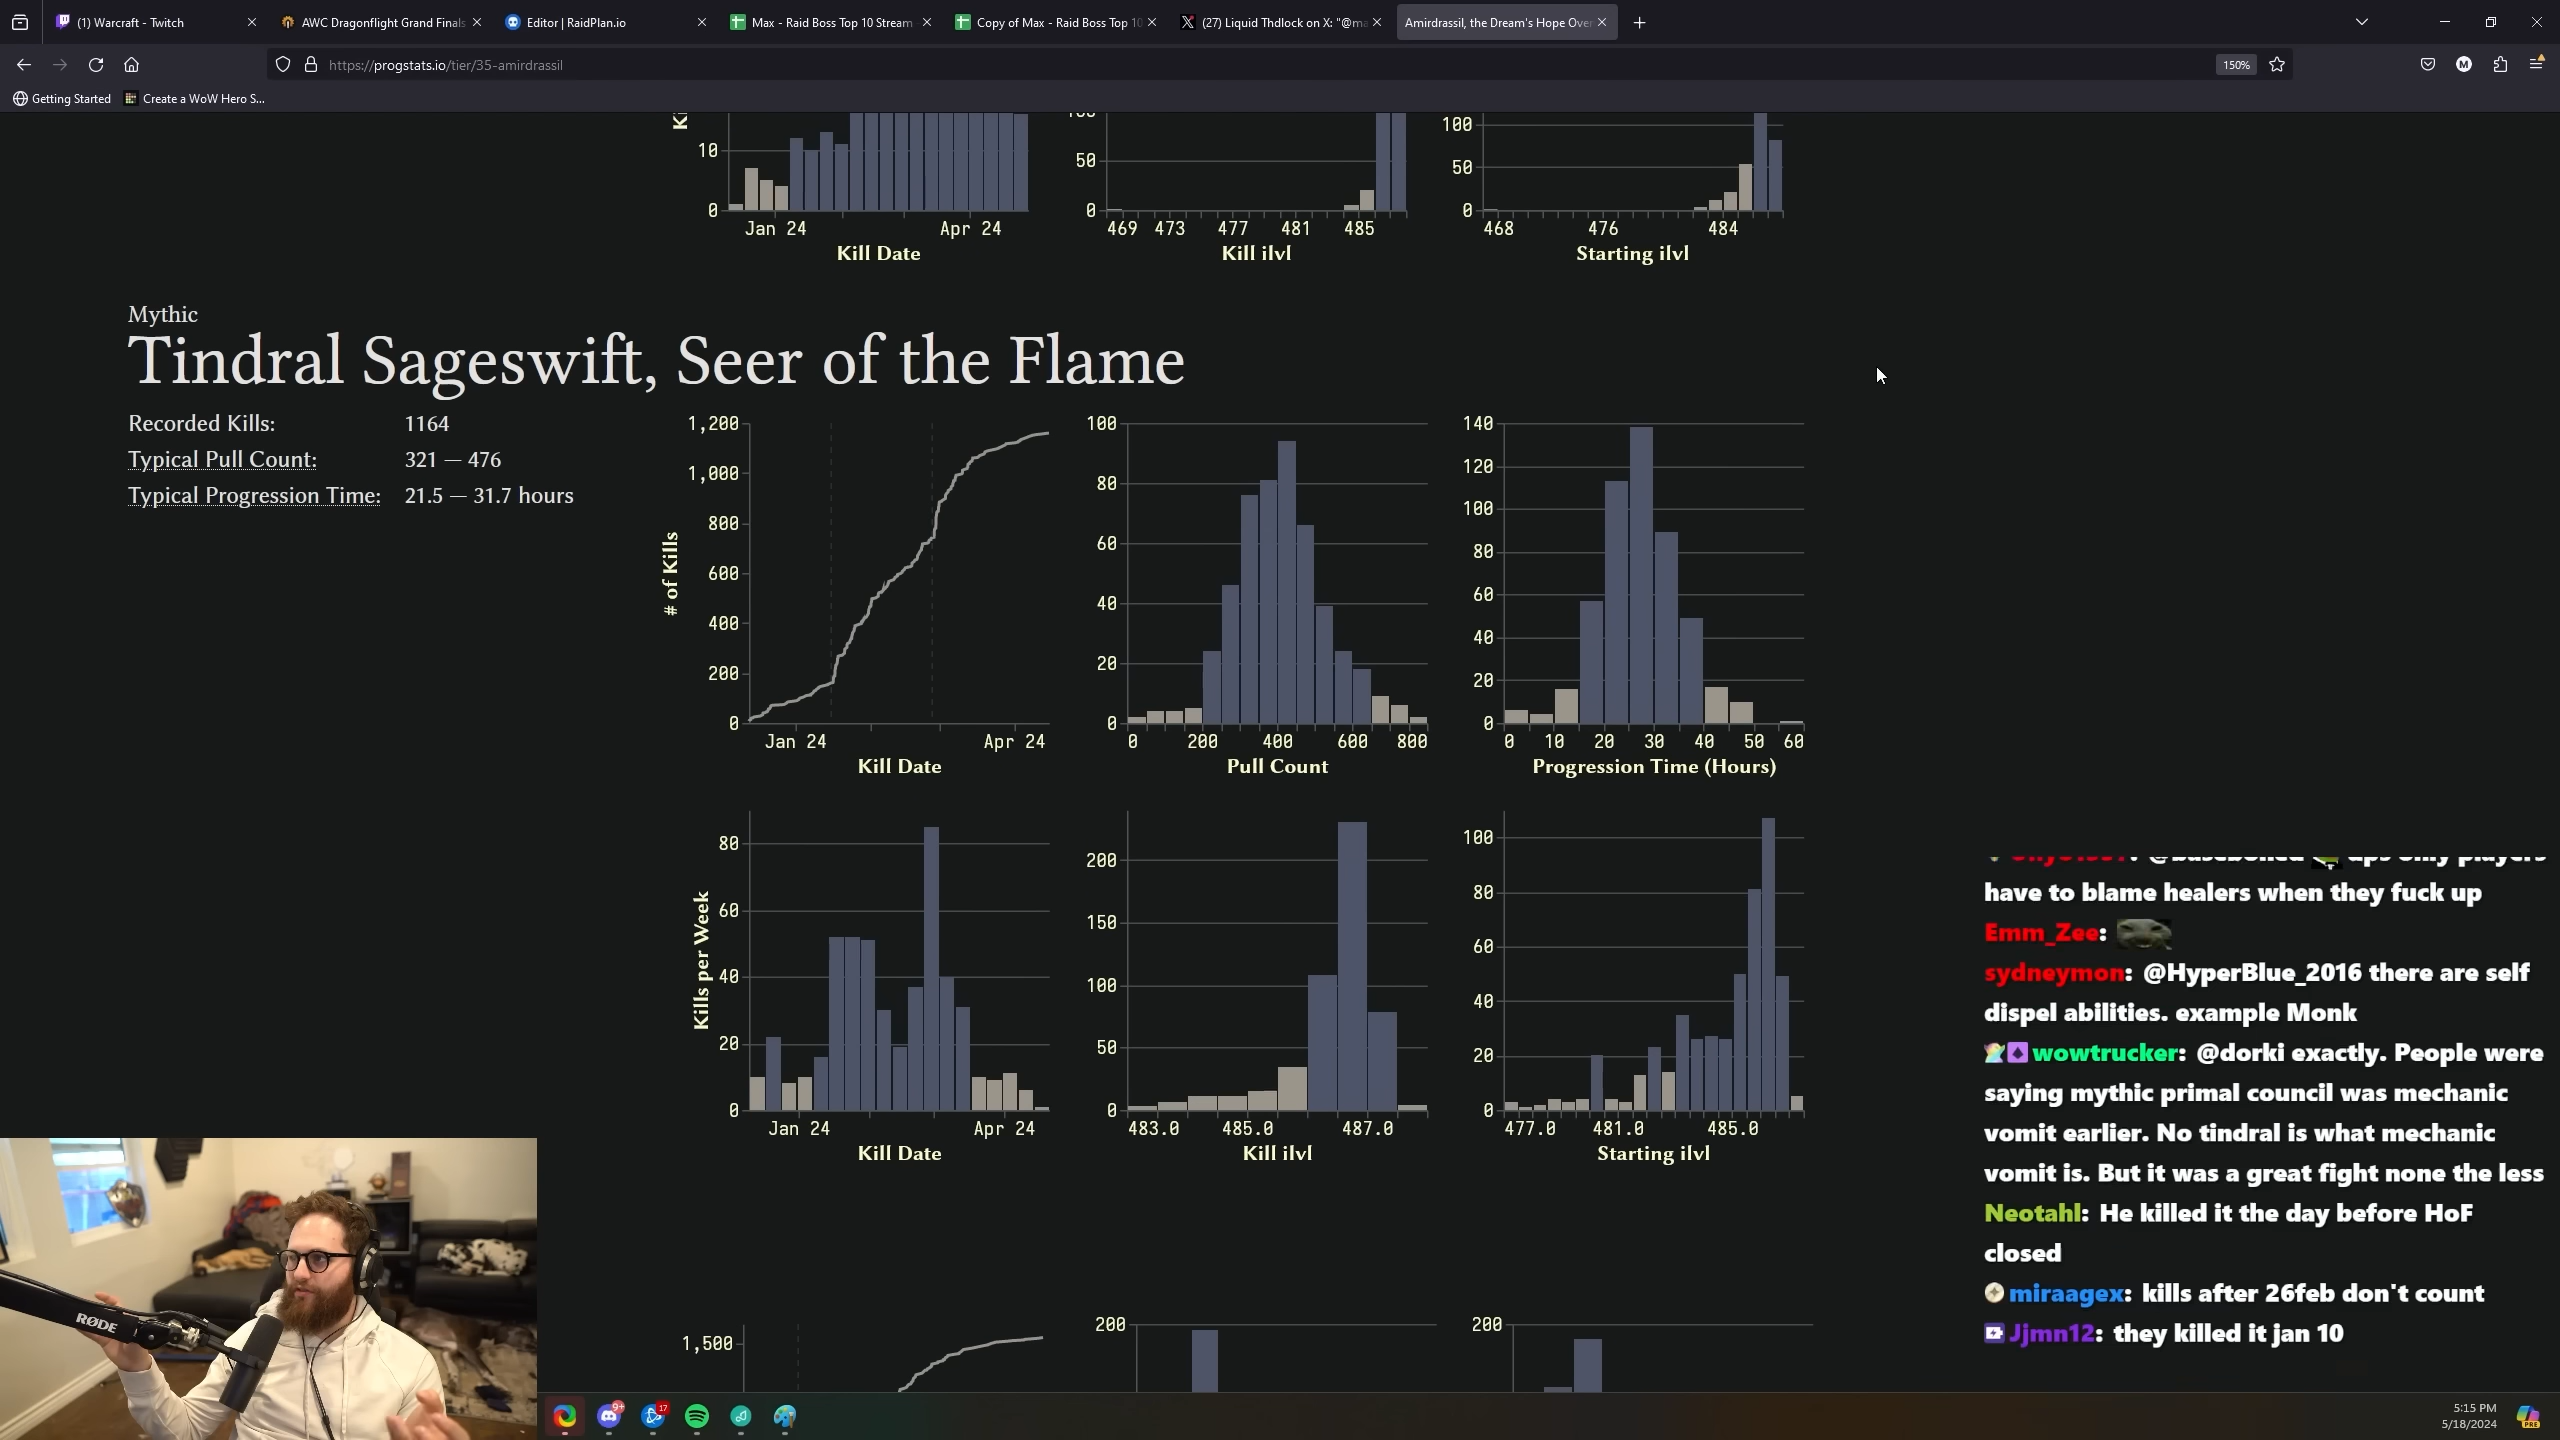 (1) Warcraft - Twitch
AWC Dragonflight Grand Finals
Editor | RaidPlan.io
Max - Raid Boss Top 10 Stream
Copy of Max - Raid Boss Top 10
(27) Liquid Thdlock on X: "@ma
Amirdrassil, the Dream's Hope Over
https://progstats.io/tier/35-amirdrassil
150%
Getting Started
Create a WoW Hero S...
10
0
Jan 24 Apr 24
Kill Date
50
0
469 473 477 481 485
Kill ilvl
100
50
0
468 476 484
Starting ilvl
Mythic
Tindral Sageswift, Seer of the Flame
Recorded Kills: 1164
Typical Pull Count: 321 — 476
Typical Progression Time: 21.5 — 31.7 hours
# of Kills
1,200
1,000
800
600
400
200
0
Jan 24 Apr 24
Kill Date
100
80
60
40
20
0
0 200 400 600 800
Pull Count
140
120
100
80
60
40
20
0
0 10 20 30 40 50 60
Progression Time (Hours)
Kills per Week
80
60
40
20
0
Jan 24 Apr 24
Kill Date
200
150
100
50
0
483.0 485.0 487.0
Kill ilvl
100
80
60
40
20
0
477.0 481.0 485.0
Starting ilvl
1,500
200
200
have to blame healers when they fuck up
Emm_Zee:
sydneymon: @HyperBlue_2016 there are self
dispel abilities. example Monk
wowtrucker: @dorki exactly. People were
saying mythic primal council was mechanic
vomit earlier. No tindral is what mechanic
vomit is. But it was a great fight none the less
Neotahl: He killed it the day before HoF
closed
miraagex: kills after 26feb don't count
Jjmn12: they killed it jan 10
RØDE
9+
17
5:15 PM
5/18/2024
PRE